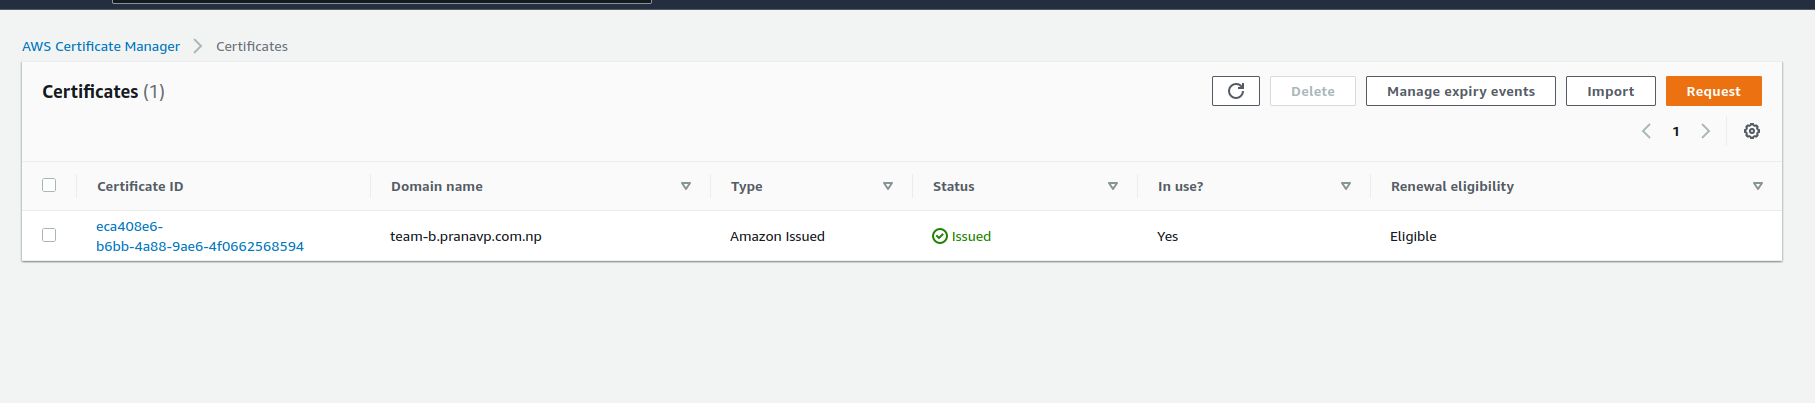 AWS Certificate Manager Certificates
Certificates (1)
Delete Manage expiry events Import Request
1
Certificate ID Domain name Type Status In use? Renewal eligibility
eca408e6-
b6bb-4a88-9ae6-4f0662568594 team-b.pranavp.com.np Amazon Issued Issued Yes Eligible